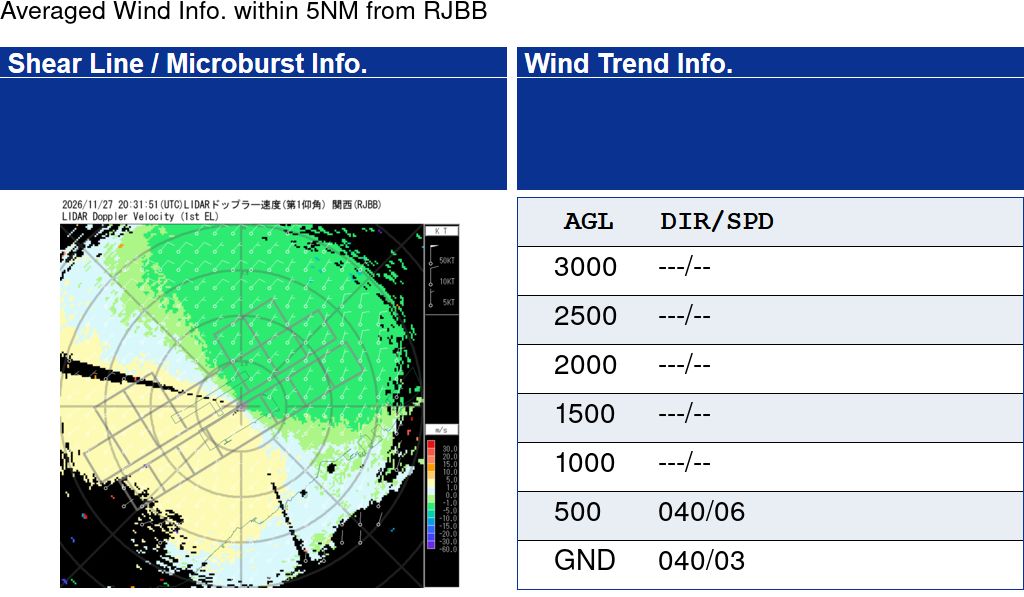 Averaged Wind Info. within 5NM from RJBB
Shear Line / Microburst Info.
Wind Trend Info.
2026/11/27 20:31:51(UTC)LIDARドップラー速度(第1仰角) 関西(RJBB)
LIDAR Doppler Velocity (1st EL)
K T
50KT
10KT
5KT
m/s
30.0
20.0
15.0
10.0
5.0
1.0
0.0
-1.0
-5.0
-10.0
-15.0
-20.0
-30.0
-60.0
AGL DIR/SPD
3000 ---/--
2500 ---/--
2000 ---/--
1500 ---/--
1000 ---/--
500 040/06
GND 040/03